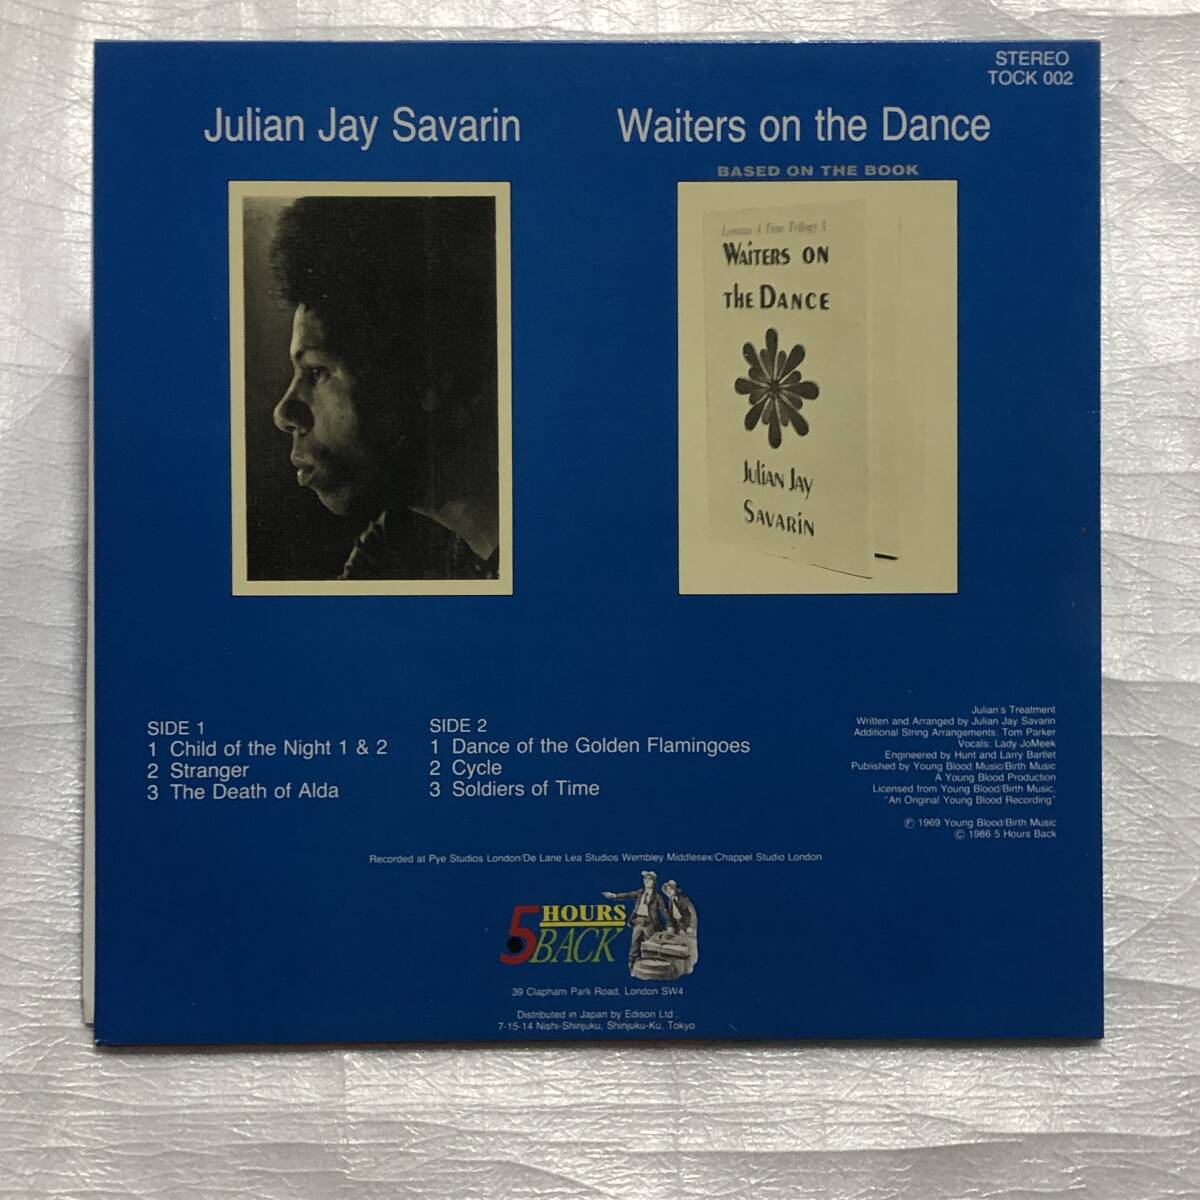 STEREO
TOCK 002
Julian Jay Savarin
Waiters on the Dance
BASED ON THE BOOK
Lemmus A Time Trilogy 1
WAITERS ON
THE DANCE
JULIAN JAY
SAVARIN
SIDE 1
1 Child of the Night 1 & 2
2 Stranger
3 The Death of Alda
SIDE 2
1 Dance of the Golden Flamingoes
2 Cycle
3 Soldiers of Time
Julian's Treatment
Written and Arranged by Julian Jay Savarin
Additional String Arrangements: Tom Parker
Vocals: Lady JoMeek
Engineered by Hunt and Larry Bartlet
Published by Young Blood Music/Birth Music
A Young Blood Production
Licensed from Young Blood/Birth Music.
"An Original Young Blood Recording"
Ⓟ 1969 Young Blood/Birth Music
© 1986 5 Hours Back
Recorded at Pye Studios London/De Lane Lea Studios Wembley Middlesex/Chappel Studio London
5 HOURS
BACK
39 Clapham Park Road, London SW4
Distributed in Japan by Edison Ltd.,
7-15-14 Nishi-Shinjuku, Shinjuku-Ku, Tokyo